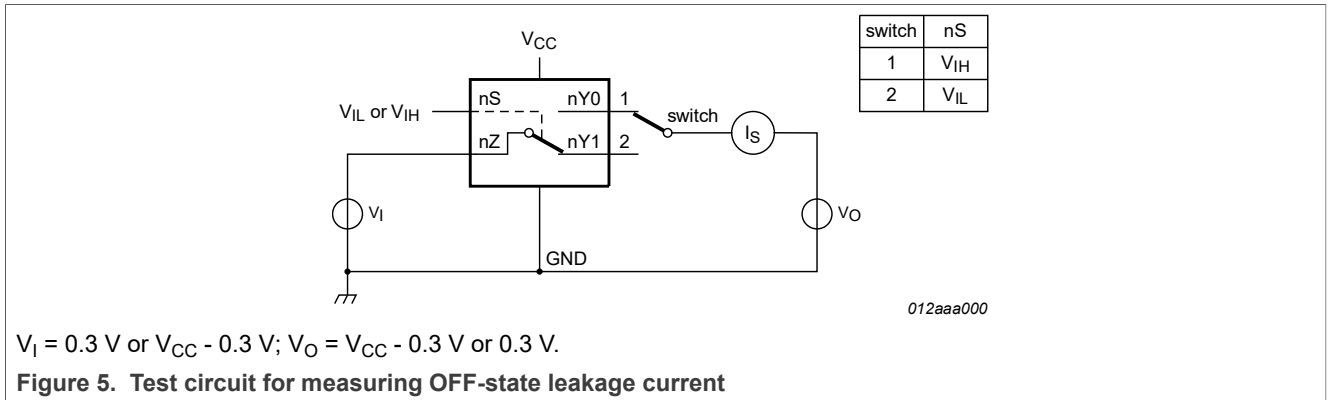 switch nS
1 VIH
2 VIL
VCC
nS nY0 1
VIL or VIH switch
nZ nY1 2 IS
VI VO
GND
012aaa000
VI = 0.3 V or VCC - 0.3 V; VO = VCC - 0.3 V or 0.3 V.
Figure 5. Test circuit for measuring OFF-state leakage current